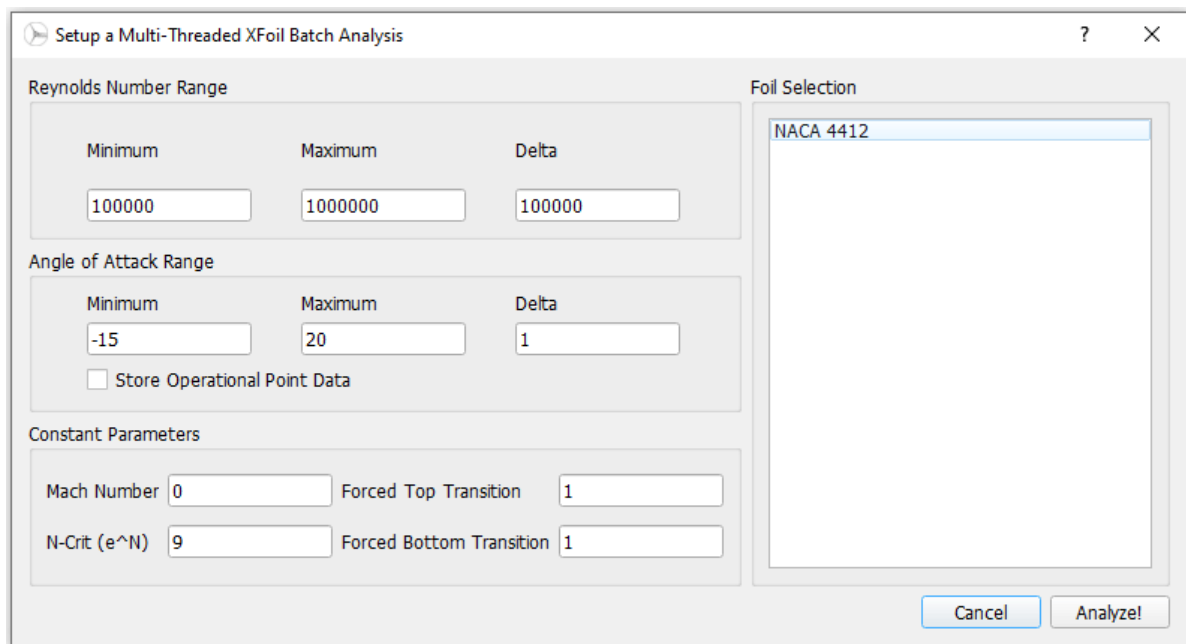 Setup a Multi-Threaded XFoil Batch Analysis ?
Reynolds Number Range
Minimum Maximum Delta
100000 1000000 100000
Angle of Attack Range
Minimum Maximum Delta
-15 20 1
Store Operational Point Data
Constant Parameters
Mach Number 0 Forced Top Transition 1
N-Crit (e^N) 9 Forced Bottom Transition 1
Foil Selection
NACA 4412
Cancel Analyze!